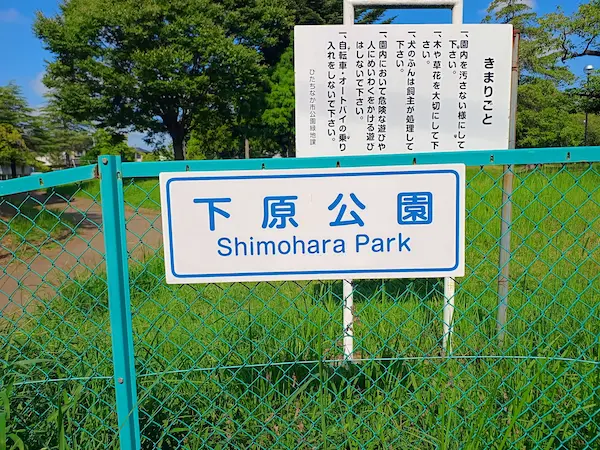 きまりごと
一、園内を汚さない様にして
下さい。
一、木や草花を大切にして下
さい。
一、犬のふんは飼主が処理して
下さい。
一、園内において危険な遊びや
人にめいわくをかける遊び
はしないで下さい。
一、自転車・オートバイの乗り
入れをしないで下さい。
ひたちなか市公園緑地課
下原公園
Shimohara Park